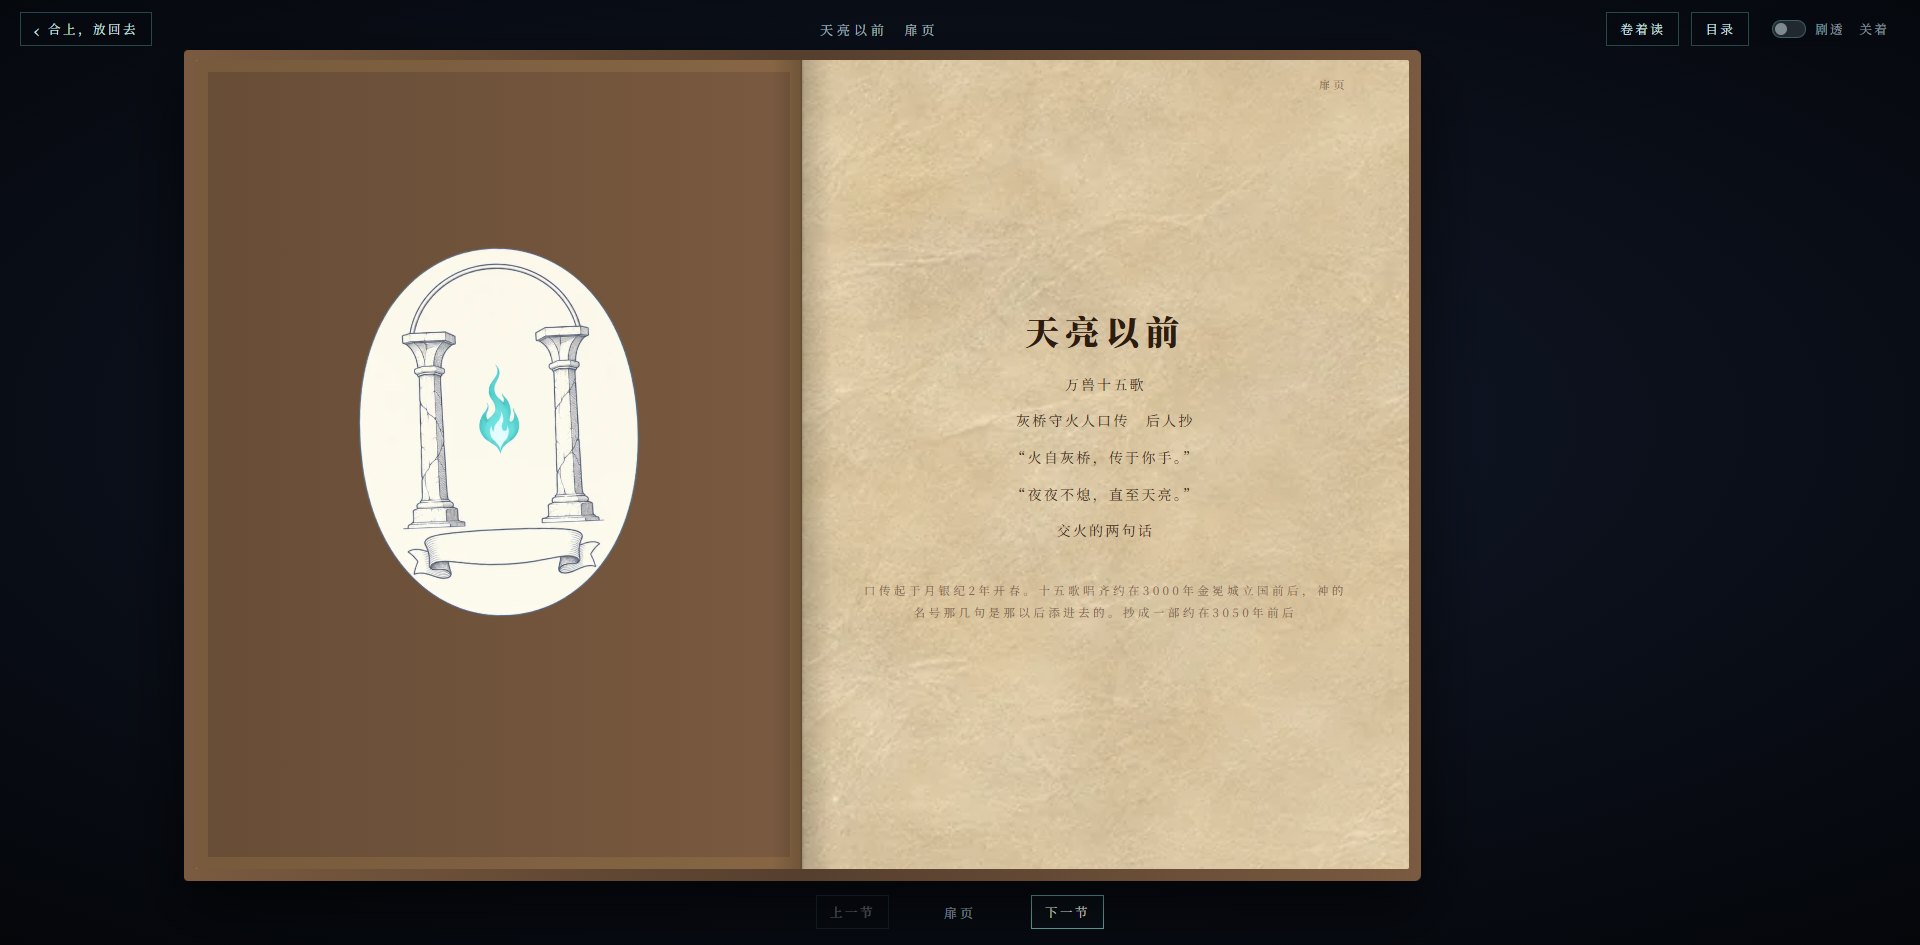 ‹ 合上，放回去
天亮以前　扉页
卷着读
目录
剧透　关着
扉页
天亮以前
万兽十五歌
灰桥守火人口传　后人抄
“火自灰桥，传于你手。”
“夜夜不熄，直至天亮。”
交火的两句话
口传起于月银纪2年开春。十五歌唱齐约在3000年金冕城立国前后，神的
名号那几句是那以后添进去的。抄成一部约在3050年前后
上一节
扉页
下一节